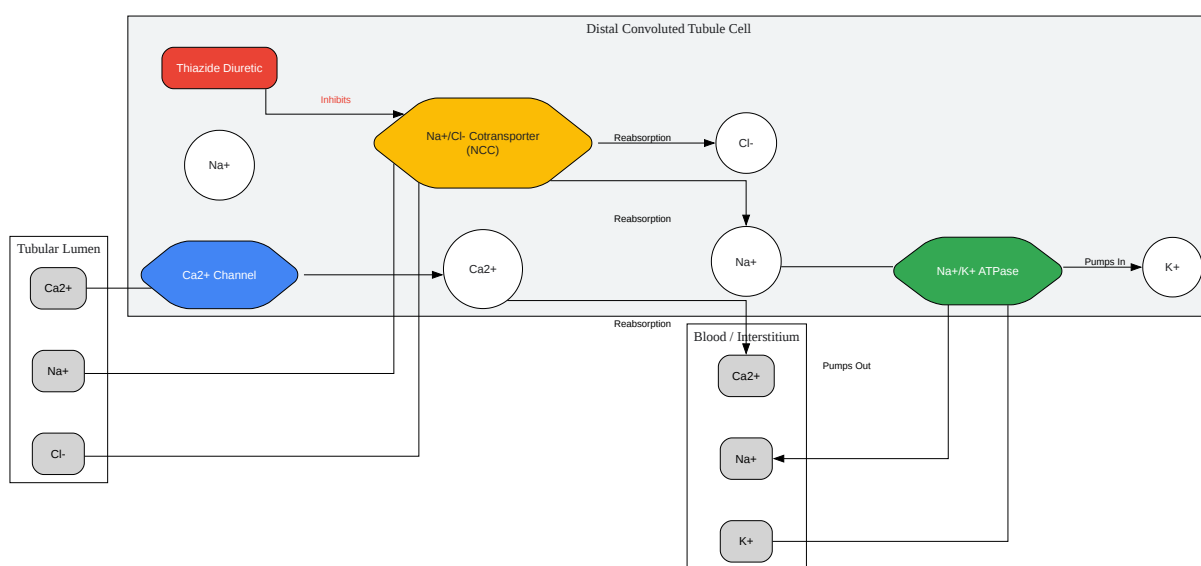 Distal Convoluted Tubule Cell
Thiazide Diuretic
Inhibits
Na+/Cl- Cotransporter
(NCC)
Reabsorption
Cl-
Na+
Reabsorption
Tubular Lumen
Ca2+ Channel
Ca2+
Na+
Na+/K+ ATPase
Pumps In
K+
Ca2+
Reabsorption
Blood / Interstitium
Na+
Ca2+
Pumps Out
Cl-
Na+
K+